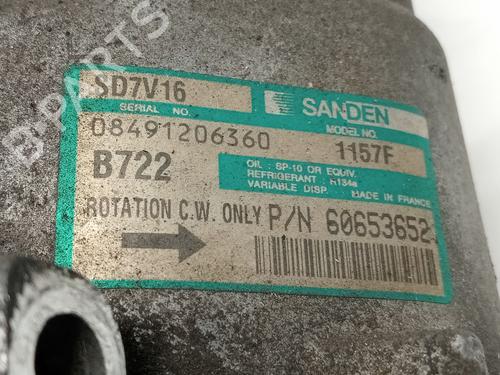 SD7V16
SANDEN
SERIAL NO.
MODEL NO.
08491206360
1157F
B722
OIL : SP-10 OR EQUIV.
REFRIGERANT : R134a
VARIABLE DISP. MADE IN FRANCE
ROTATION C.W. ONLY P/N 60653652